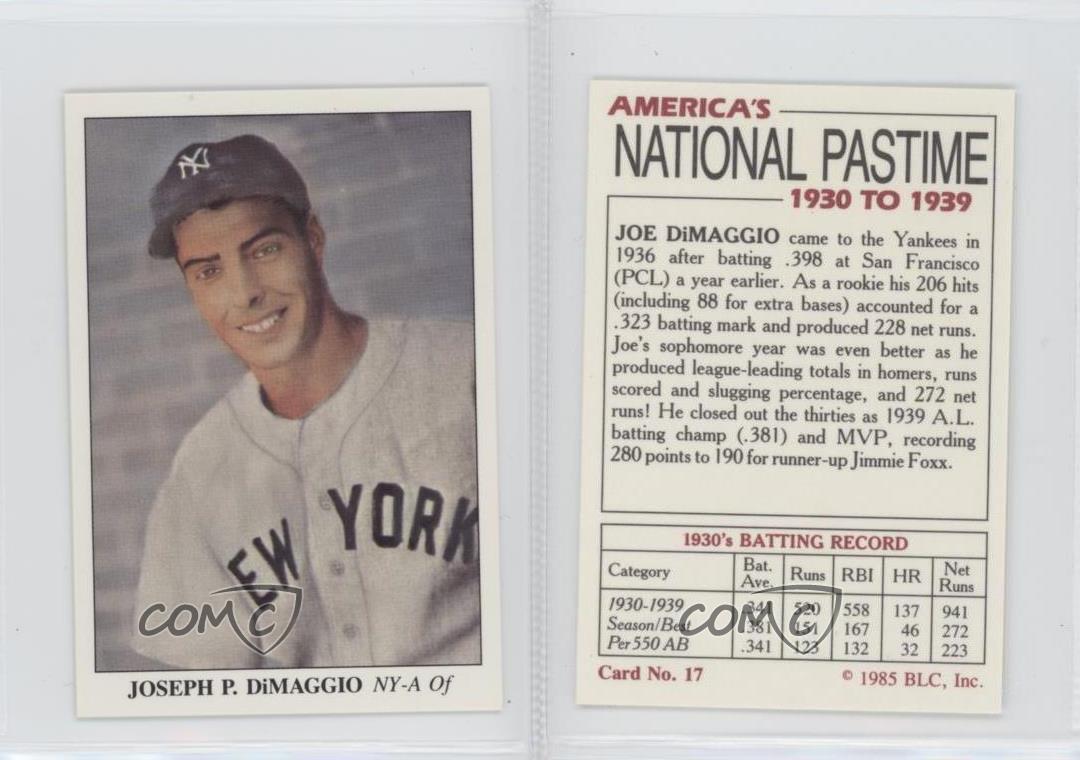 NY
NEW YORK
COMC
JOSEPH P. DiMAGGIO NY-A Of
AMERICA'S
NATIONAL PASTIME
1930 TO 1939
JOE DiMAGGIO came to the Yankees in
1936 after batting .398 at San Francisco
(PCL) a year earlier. As a rookie his 206 hits
(including 88 for extra bases) accounted for a
.323 batting mark and produced 228 net runs.
Joe's sophomore year was even better as he
produced league-leading totals in homers, runs
scored and slugging percentage, and 272 net
runs! He closed out the thirties as 1939 A.L.
batting champ (.381) and MVP, recording
280 points to 190 for runner-up Jimmie Foxx.
1930's BATTING RECORD
Category Bat. Ave. Runs RBI HR Net Runs
1930-1939 .341 520 558 137 941
Season/Best .381 151 167 46 272
Per 550 AB .341 123 132 32 223
COMC
Card No. 17 © 1985 BLC, Inc.